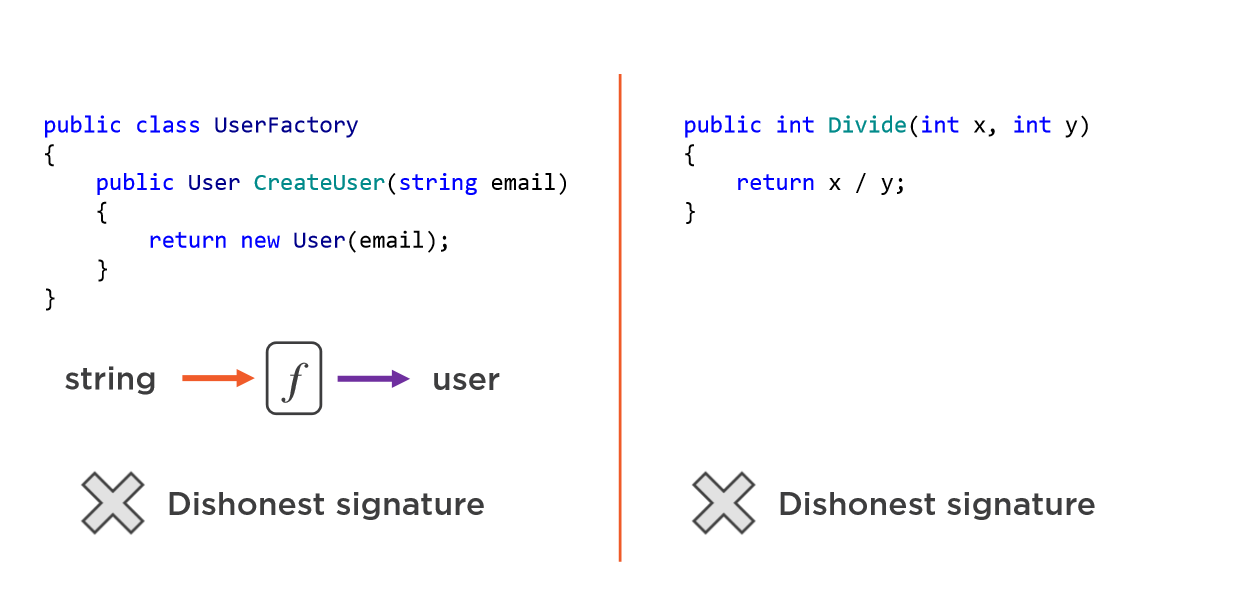 public class UserFactory
{
    public User CreateUser(string email)
    {
        return new User(email);
    }
}
string f user
Dishonest signature
public int Divide(int x, int y)
{
    return x / y;
}
Dishonest signature